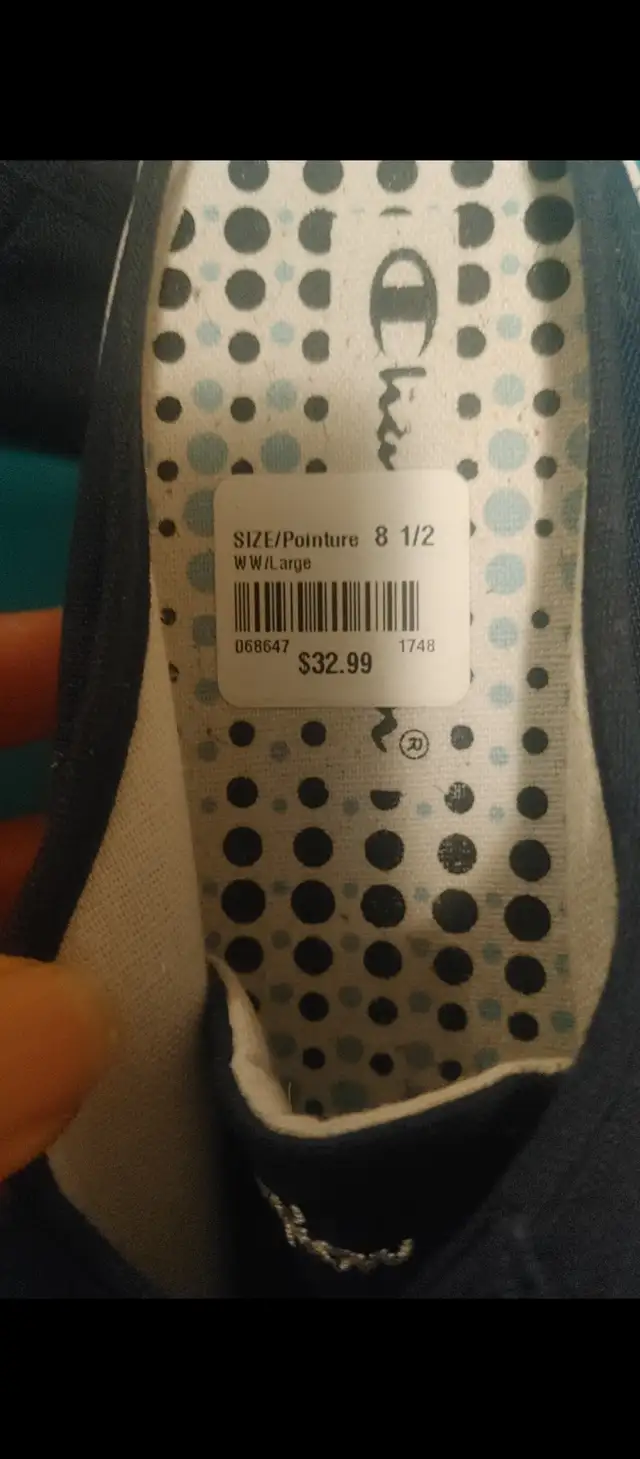 SIZE/Pointure 8 1/2
WW/Large
068647 1748
$32.99
®